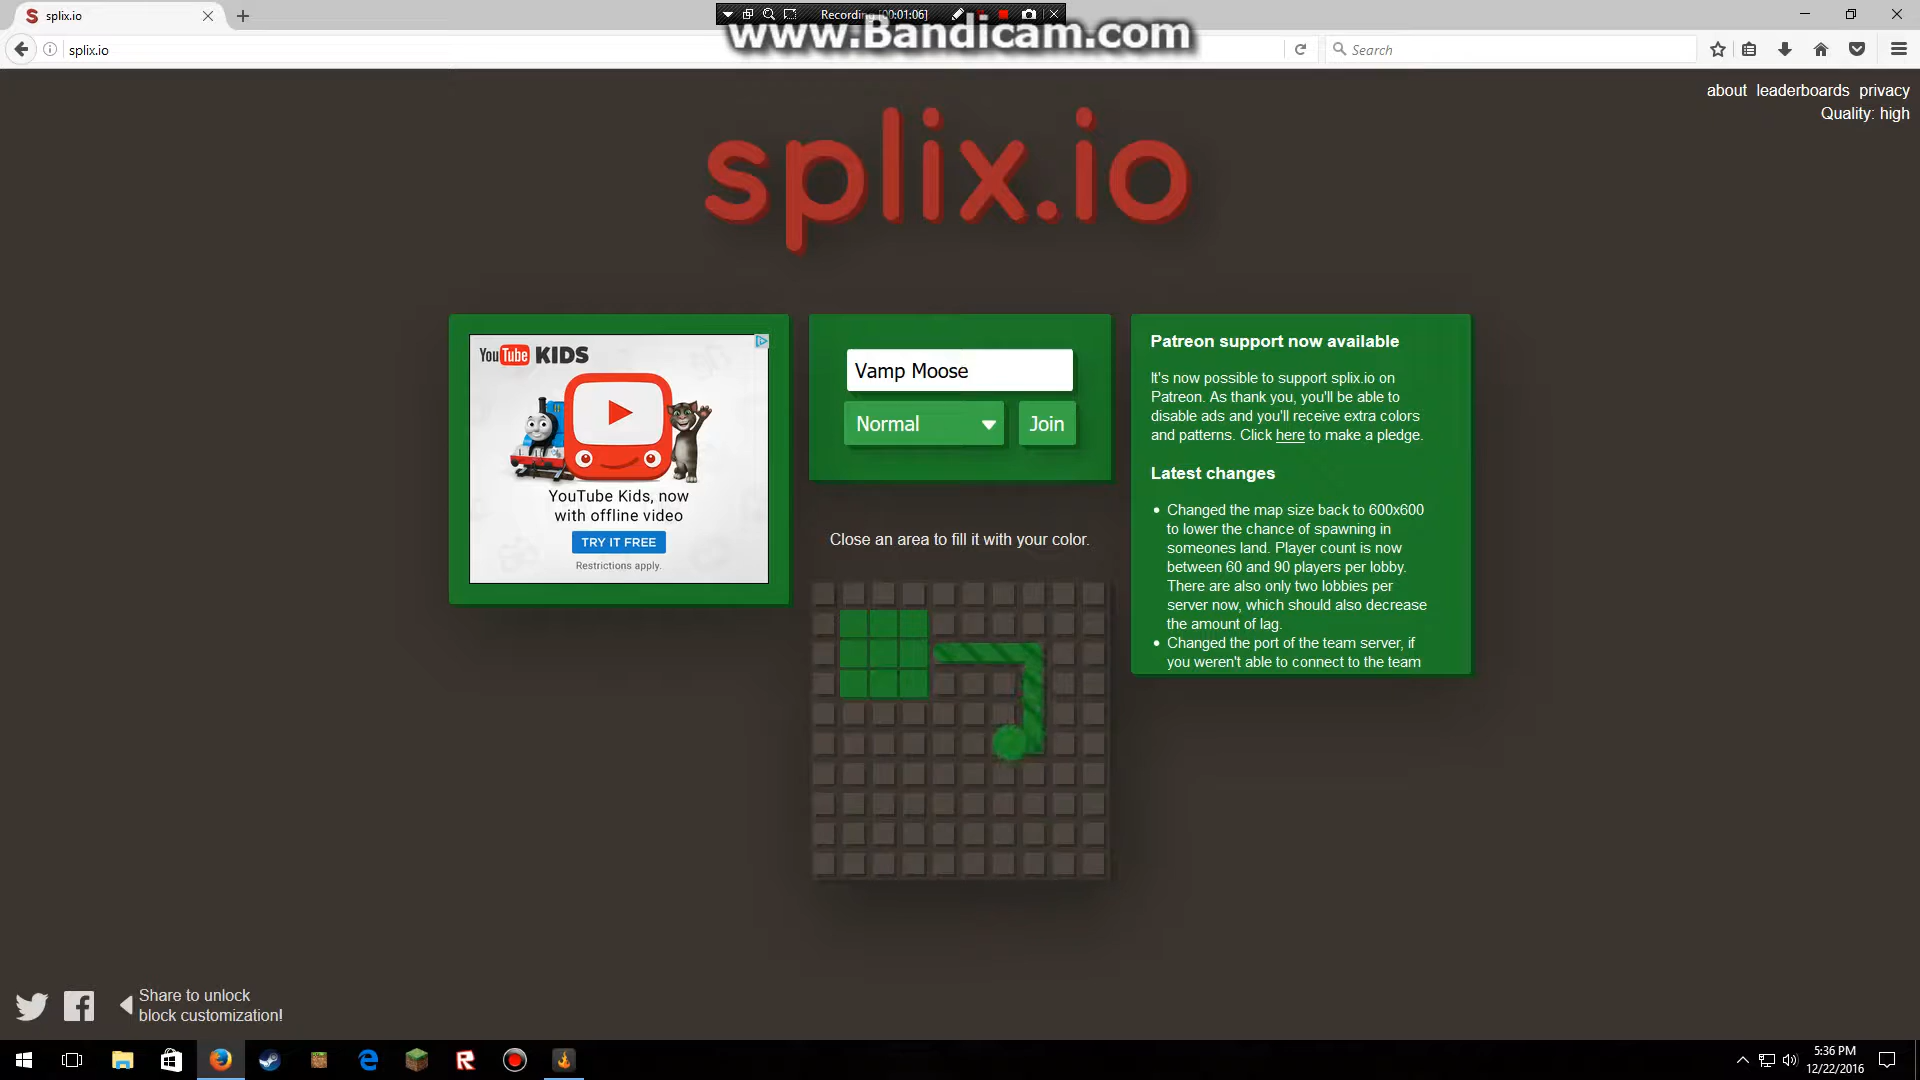 splix.io
Recording [00:01:06]
www.Bandicam.com
splix.io
Search
about leaderboards privacy
Quality: high
splix.io
YouTube KIDS
YouTube Kids, now
with offline video
TRY IT FREE
Restrictions apply.
Vamp Moose
Normal
Join
Close an area to fill it with your color.
Patreon support now available
It's now possible to support splix.io on
Patreon. As thank you, you'll be able to
disable ads and you'll receive extra colors
and patterns. Click here to make a pledge.
Latest changes
Changed the map size back to 600x600
to lower the chance of spawning in
someones land. Player count is now
between 60 and 90 players per lobby.
There are also only two lobbies per
server now, which should also decrease
the amount of lag.
Changed the port of the team server, if
you weren't able to connect to the team
Share to unlock
block customization!
5:36 PM
12/22/2016